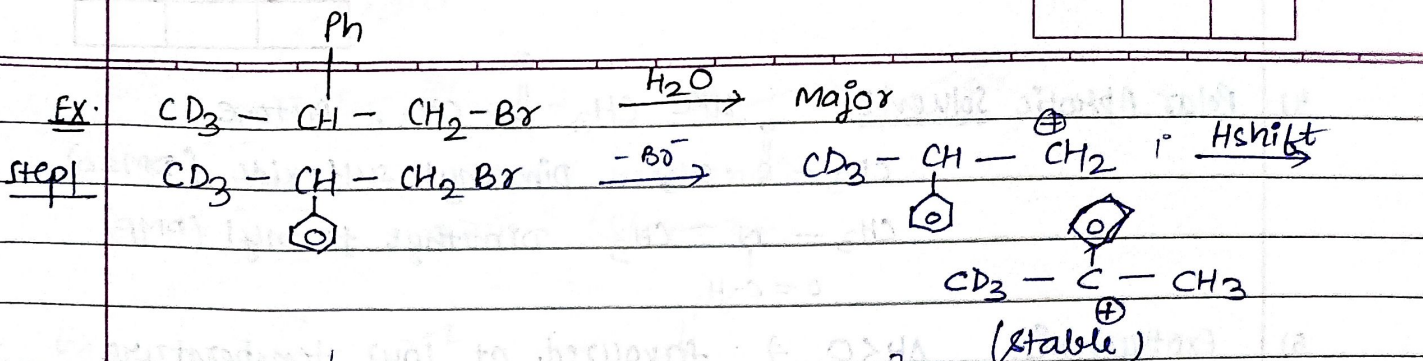 Ph
Ex. CD3 — CH — CH2-Br H2O → Major
Step 1 CD3 — CH — CH2 Br -Br⁻ → CD3 — CH — CH2 ⊕ ; H shift →
CD3 — C — CH3
⊕
(Stable)